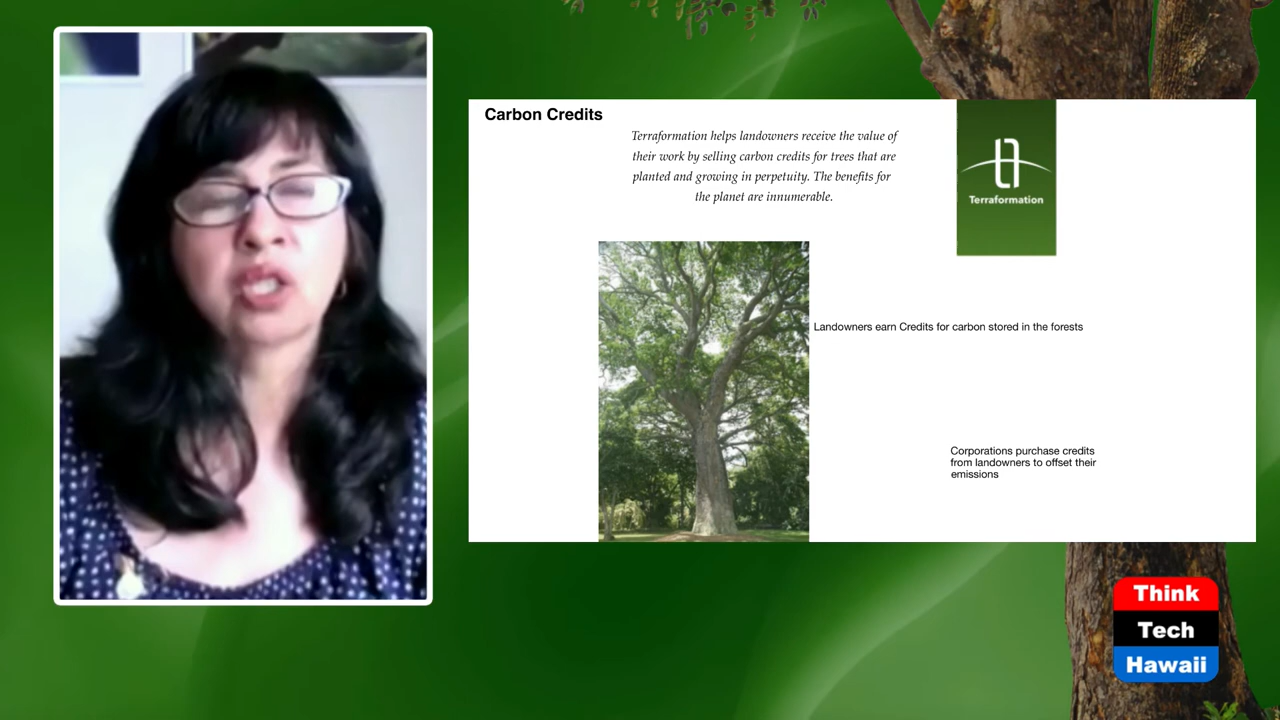 Carbon Credits
Terraformation helps landowners receive the value of
their work by selling carbon credits for trees that are
planted and growing in perpetuity. The benefits for
the planet are innumerable.
Terraformation
Landowners earn Credits for carbon stored in the forests
Corporations purchase credits
from landowners to offset their
emissions
Think
Tech
Hawaii